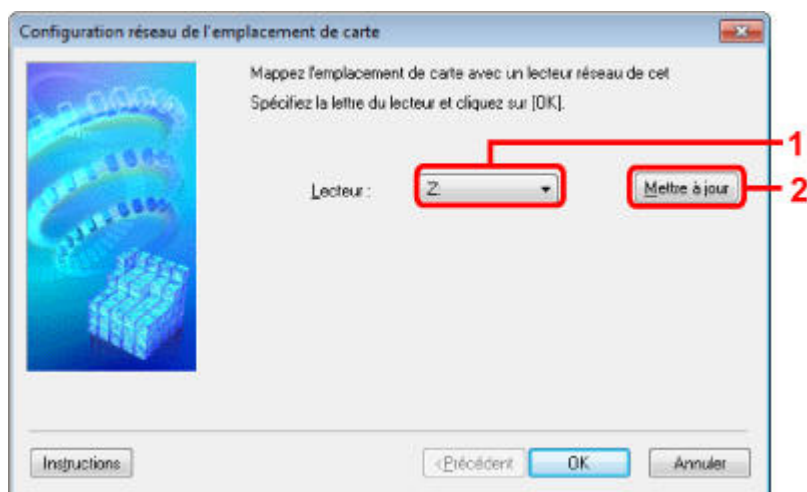 Configuration réseau de l'emplacement de carte
Mappez l'emplacement de carte avec un lecteur réseau de cet
Spécifiez la lettre du lecteur et cliquez sur [OK].
1
Lecteur :
Z:
Mettre à jour
2
Instructions
<Précédent
OK
Annuler